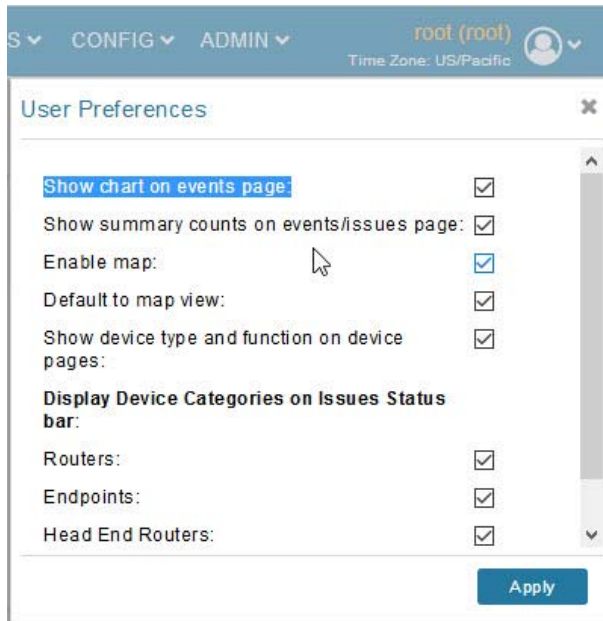 S CONFIG ADMIN root (root)
Time Zone: US/Pacific
User Preferences
Show chart on events page:
Show summary counts on events/issues page:
Enable map:
Default to map view:
Show device type and function on device
pages:
Display Device Categories on Issues Status
bar:
Routers:
Endpoints:
Head End Routers:
Apply